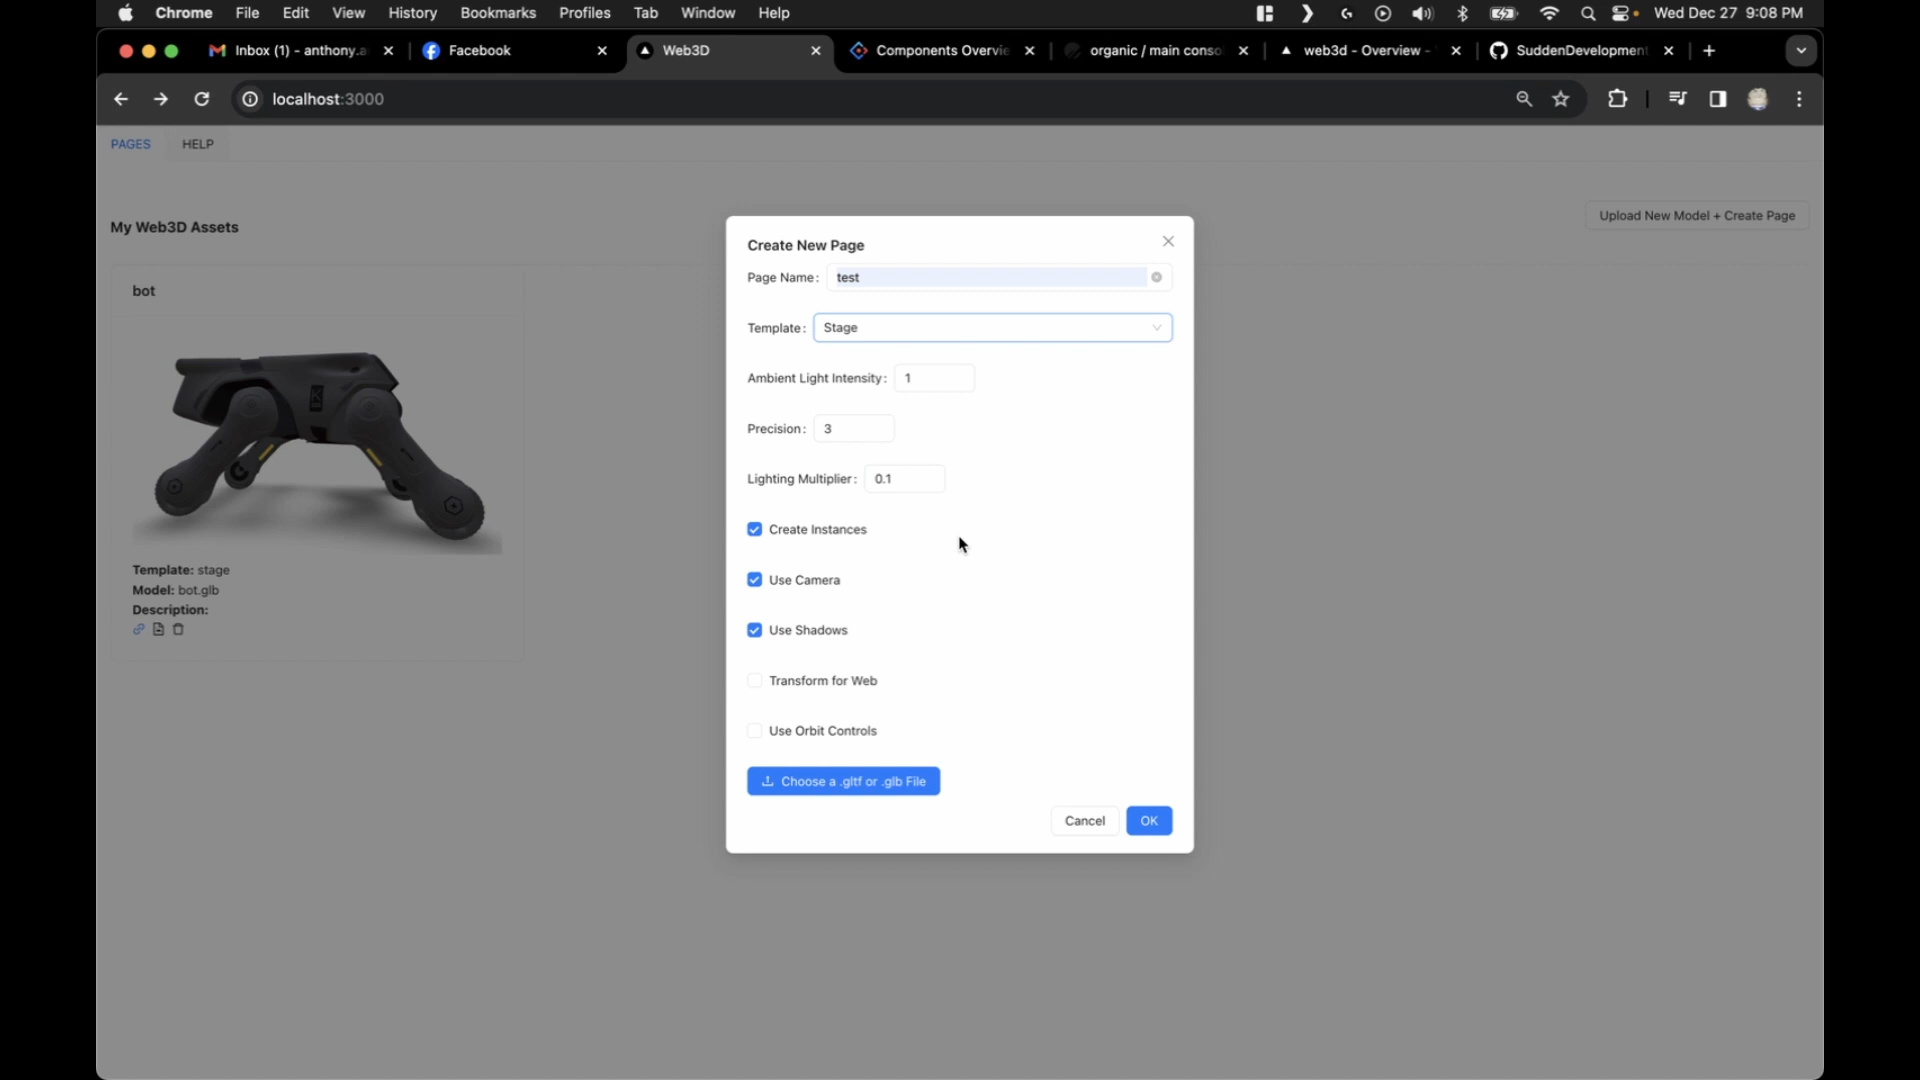 Chrome File Edit View History Bookmarks Profiles Tab Window Help Wed Dec 27 9:08 PM
Inbox (1) - anthony.a Facebook Web3D Components Overvie organic / main conso web3d - Overview - SuddenDevelopment
localhost:3000
PAGES HELP
My Web3D Assets
Upload New Model + Create Page
bot
Template: stage
Model: bot.glb
Description:
Create New Page
Page Name: test
Template: Stage
Ambient Light Intensity: 1
Precision: 3
Lighting Multiplier: 0.1
Create Instances
Use Camera
Use Shadows
Transform for Web
Use Orbit Controls
Choose a .gltf or .glb File
Cancel OK